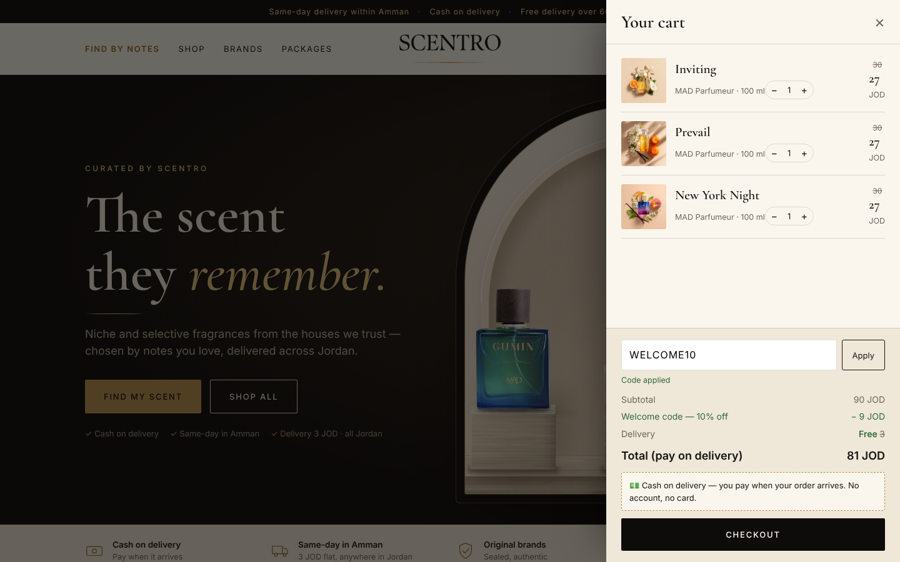 Same-day delivery within Amman · Cash on delivery · Free delivery over 6
FIND BY NOTES SHOP BRANDS PACKAGES
SCENTRO
CURATED BY SCENTRO
The scent
they remember.
Niche and selective fragrances from the houses we trust —
chosen by notes you love, delivered across Jordan.
FIND MY SCENT SHOP ALL
✓ Cash on delivery ✓ Same-day in Amman ✓ Delivery 3 JOD · all Jordan
GUMIN
Cash on delivery
Pay when it arrives
Same-day in Amman
3 JOD flat, anywhere in Jordan
Original brands
Sealed, authentic
Your cart ✕
Inviting
MAD Parfumeur · 100 ml − 1 +
30
27
JOD
Prevail
MAD Parfumeur · 100 ml − 1 +
30
27
JOD
New York Night
MAD Parfumeur · 100 ml − 1 +
30
27
JOD
WELCOME10 Apply
Code applied
Subtotal 90 JOD
Welcome code — 10% off − 9 JOD
Delivery Free 3
Total (pay on delivery) 81 JOD
💵 Cash on delivery — you pay when your order arrives. No
account, no card.
CHECKOUT